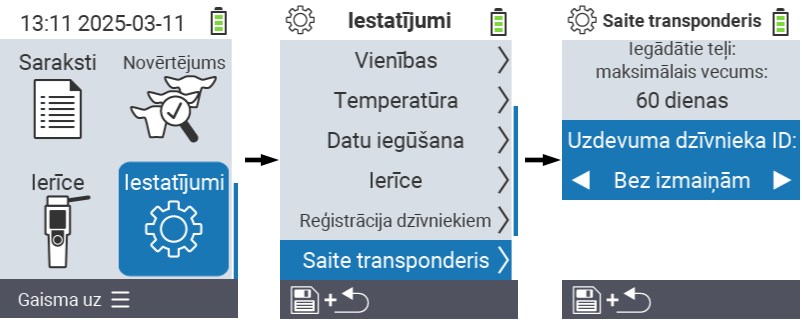 13:11 2025-03-11
Saraksti
Novērtējums
Ierīce
Iestatījumi
Gaisma uz
Iestatījumi
Vienības
Temperatūra
Datu iegūšana
Ierīce
Reģistrācija dzīvniekiem
Saite transponderis
+
Saite transponderis
Iegādātie teļi:
maksimālais vecums:
60 dienas
Uzdevuma dzīvnieka ID:
Bez izmaiņām
+